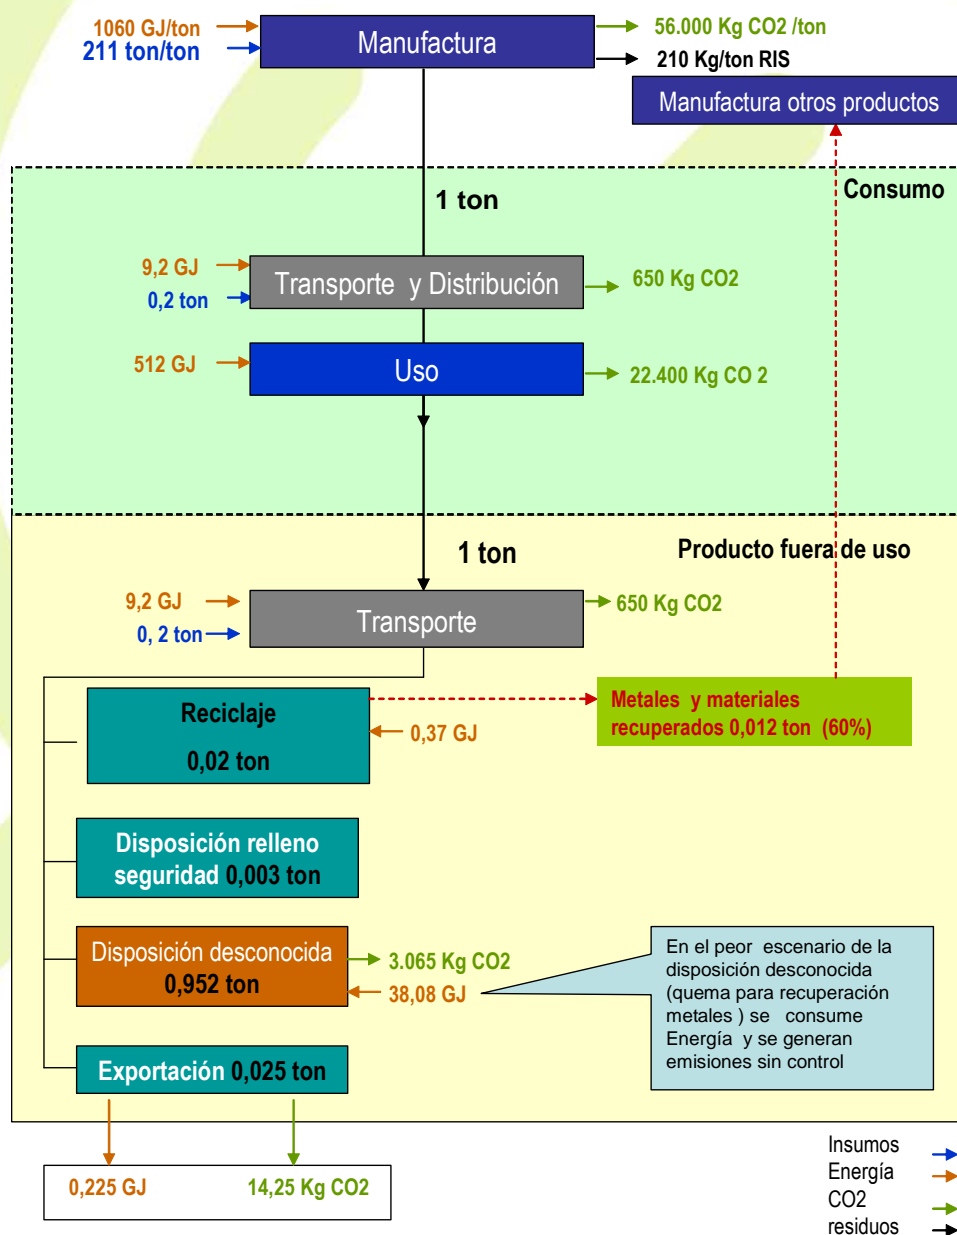 1060 GJ/ton
211 ton/ton
Manufactura
56.000 Kg CO2 /ton
210 Kg/ton RIS
Manufactura otros productos
Consumo
1 ton
9,2 GJ
0,2 ton
Transporte y Distribución
650 Kg CO2
512 GJ
Uso
22.400 Kg CO 2
1 ton
Producto fuera de uso
9,2 GJ
0, 2 ton
Transporte
650 Kg CO2
Reciclaje
0,02 ton
0,37 GJ
Metales y materiales
recuperados 0,012 ton (60%)
Disposición relleno
seguridad 0,003 ton
Disposición desconocida
0,952 ton
3.065 Kg CO2
38,08 GJ
En el peor escenario de la
disposición desconocida
(quema para recuperación
metales ) se consume
Energía y se generan
emisiones sin control
Exportación 0,025 ton
0,225 GJ
14,25 Kg CO2
Insumos
Energía
CO2
residuos